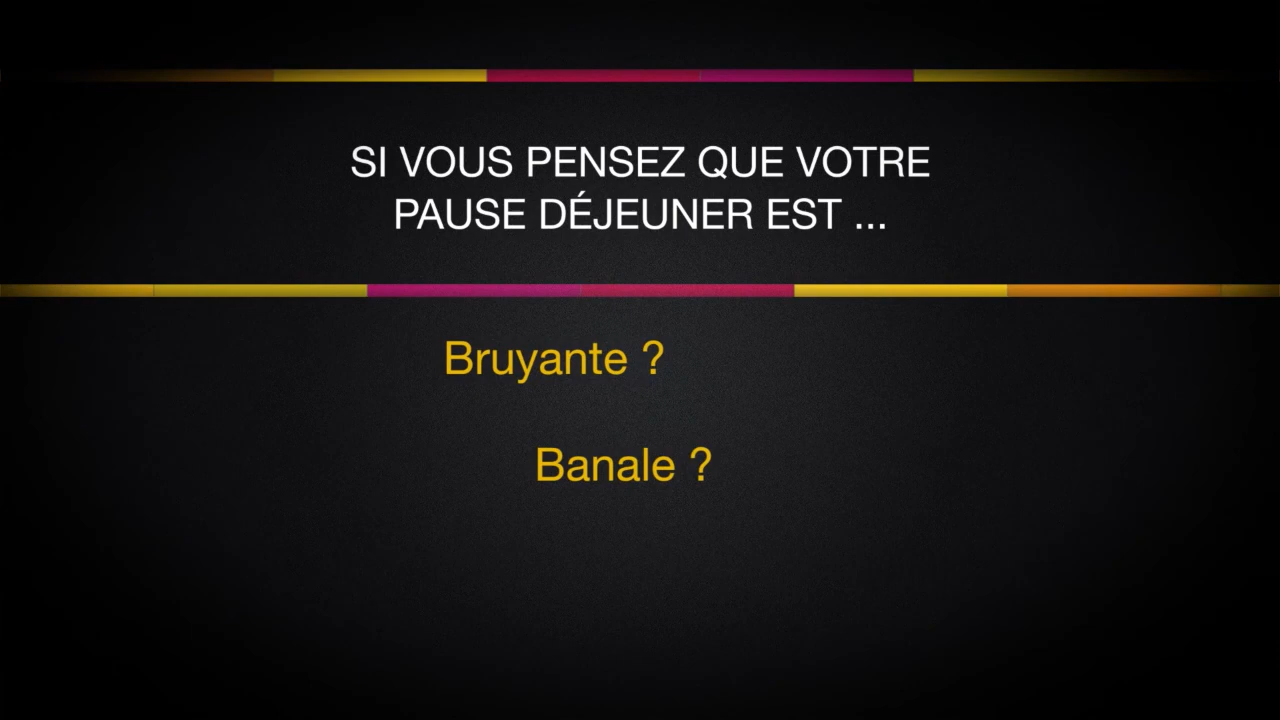 SI VOUS PENSEZ QUE VOTRE
PAUSE DÉJEUNER EST ...
Bruyante ?
Banale ?